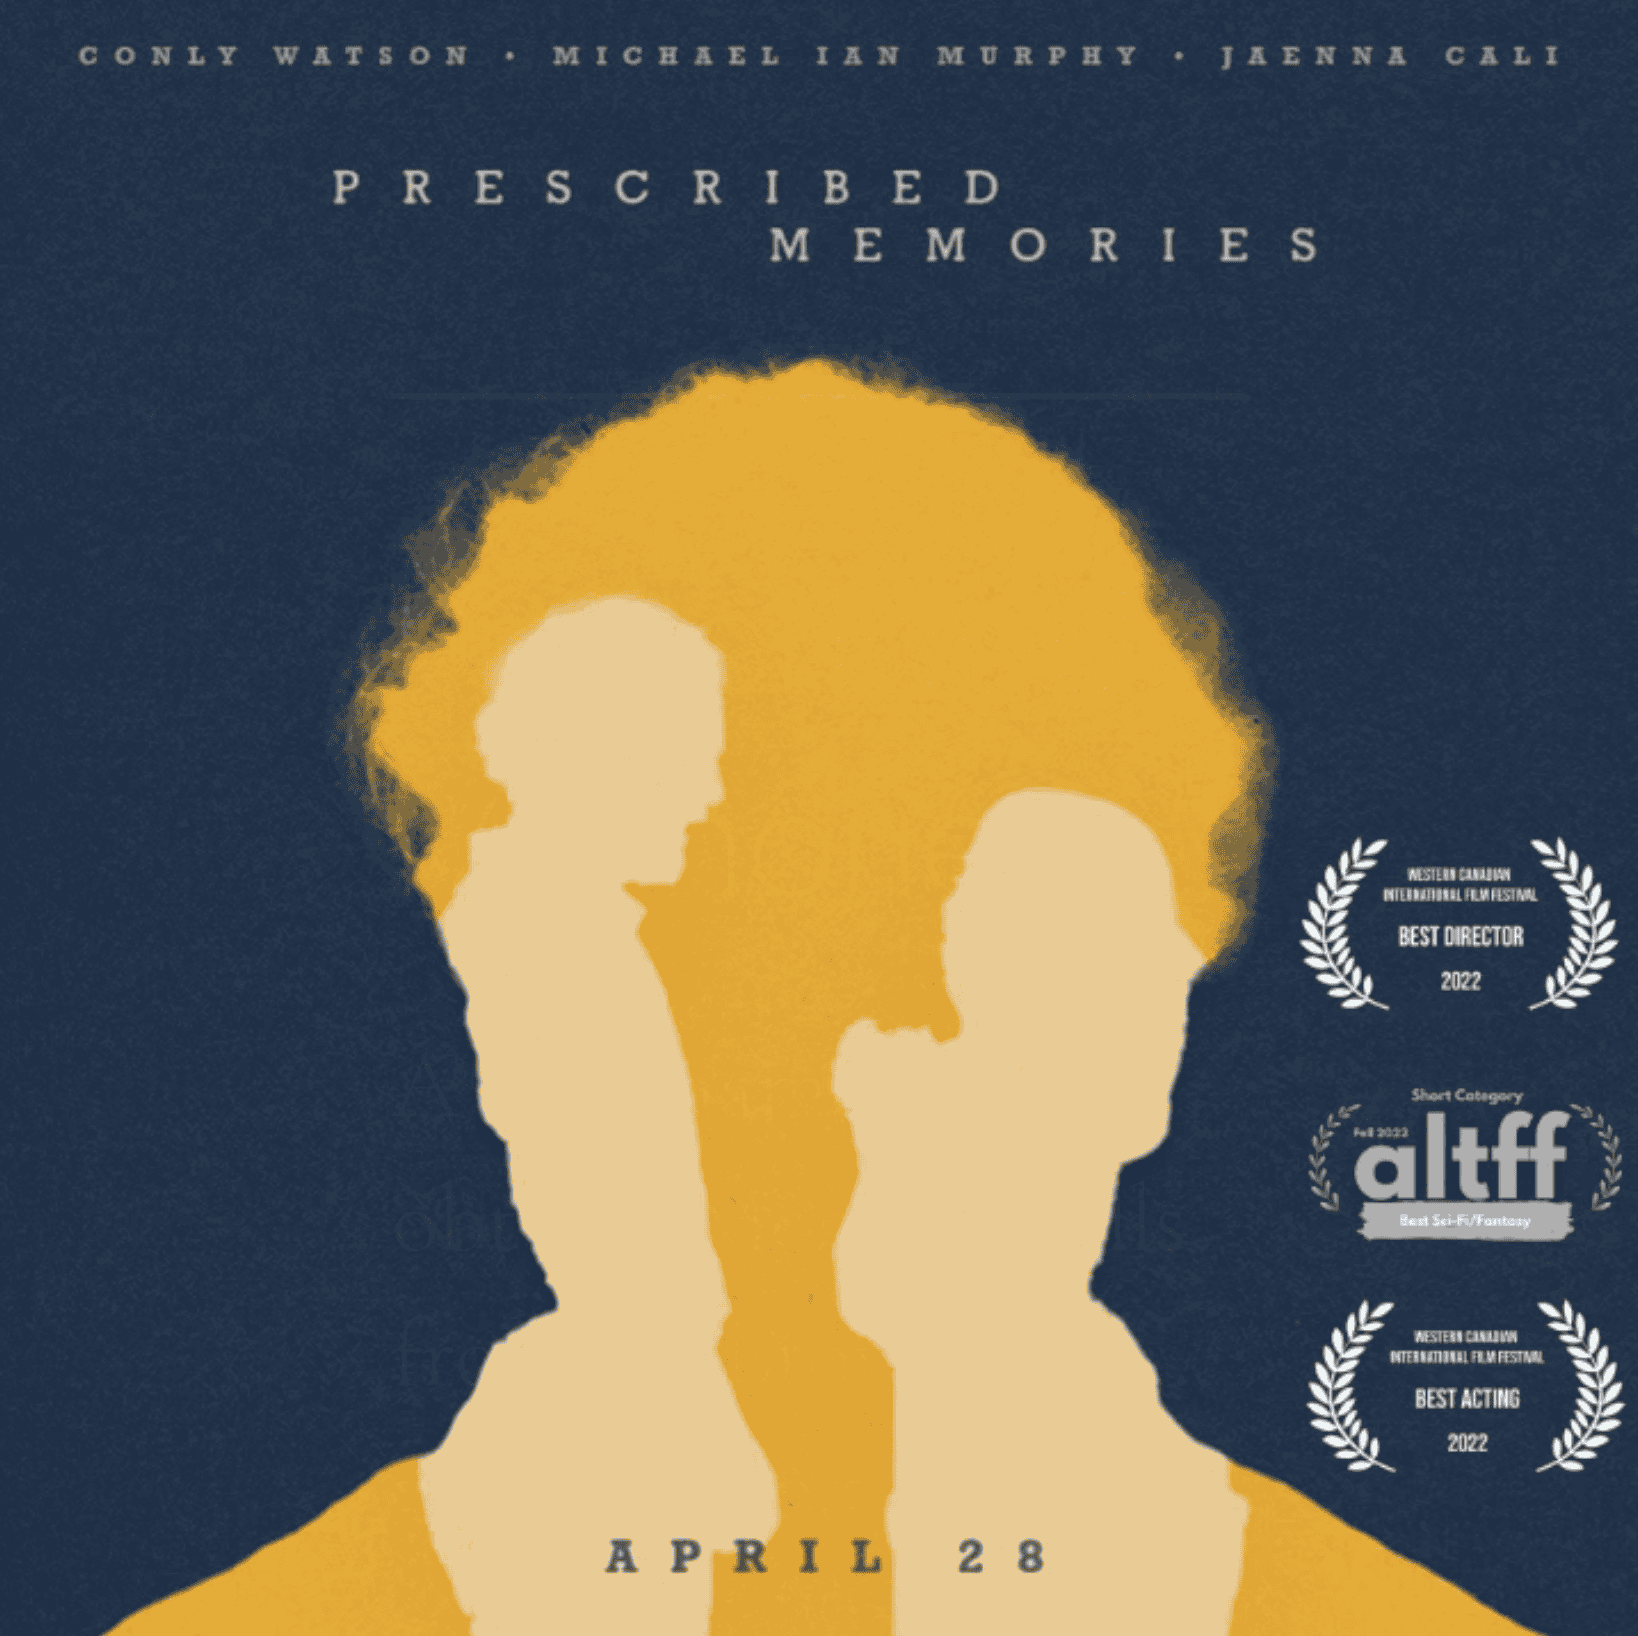 CONLY WATSON • MICHAEL IAN MURPHY • JAENNA CALI
PRESCRIBED
MEMORIES
WESTERN CANADIAN
INTERNATIONAL FILM FESTIVAL
BEST DIRECTOR
2022
Short Category
Fall 2022
altff
Best Sci-Fi/Fantasy
WESTERN CANADIAN
INTERNATIONAL FILM FESTIVAL
BEST ACTING
2022
APRIL 28